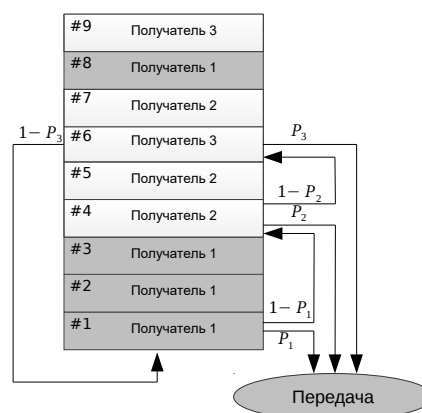 #9 Получатель 3
#8 Получатель 1
#7 Получатель 2
1− P₃ #6 Получатель 3 P₃
#5 Получатель 2
1− P₂
#4 Получатель 2 P₂
#3 Получатель 1
#2 Получатель 1
1− P₁
#1 Получатель 1 P₁
Передача